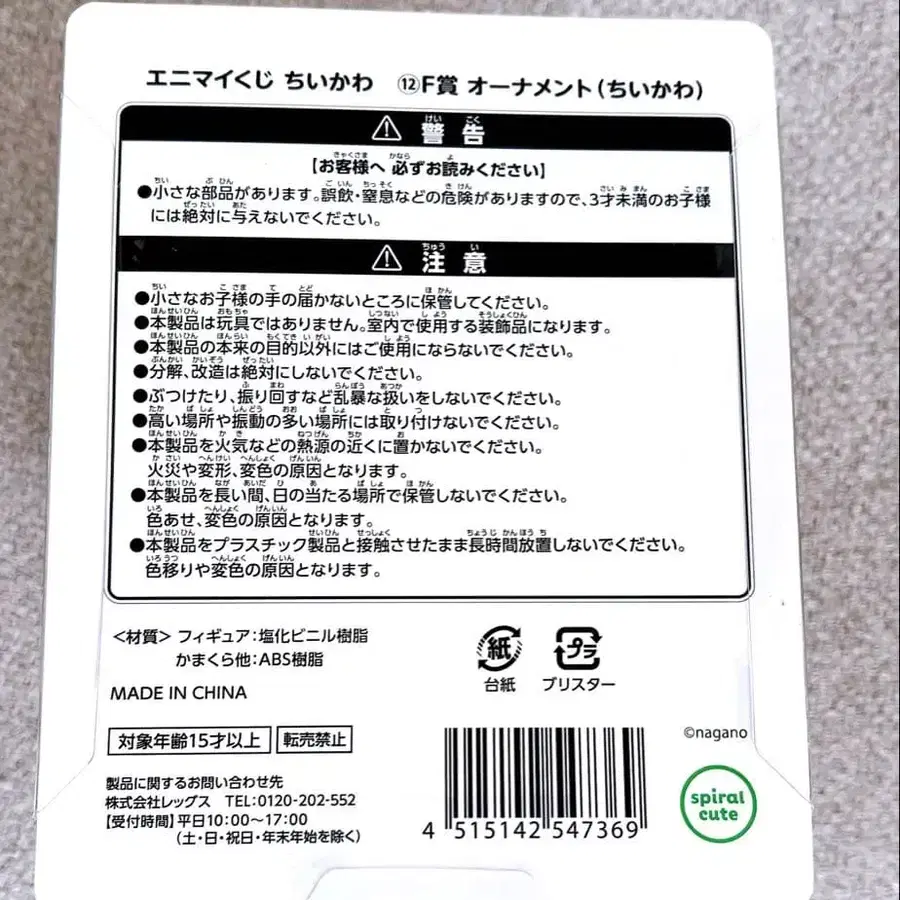 エニマイくじ ちいかわ ⑫F賞 オーナメント(ちいかわ)
警告
【お客様へ 必ずお読みください】
●小さな部品があります。誤飲・窒息などの危険がありますので、3才未満のお子様
には絶対に与えないでください。
注意
●小さなお子様の手の届かないところに保管してください。
●本製品は玩具ではありません。室内で使用する装飾品になります。
●本製品の本来の目的以外にはご使用にならないでください。
●分解、改造は絶対にしないでください。
●ぶつけたり、振り回すなど乱暴な扱いをしないでください。
●高い場所や振動の多い場所には取り付けないでください。
●本製品を火気などの熱源の近くに置かないでください。
火災や変形、変色の原因となります。
●本製品を長い間、日の当たる場所で保管しないでください。
色あせ、変色の原因となります。
●本製品をプラスチック製品と接触させたまま長時間放置しないでください。
色移りや変色の原因となります。
<材質> フィギュア:塩化ビニル樹脂
かまくら他:ABS樹脂
紙
プラ
台紙 ブリスター
MADE IN CHINA
対象年齢15才以上 転売禁止
©nagano
製品に関するお問い合わせ先
株式会社レッグス TEL:0120-202-552
【受付時間】平日10:00〜17:00
(土・日・祝日・年末年始を除く)
4 515142 547369
spiral
cute